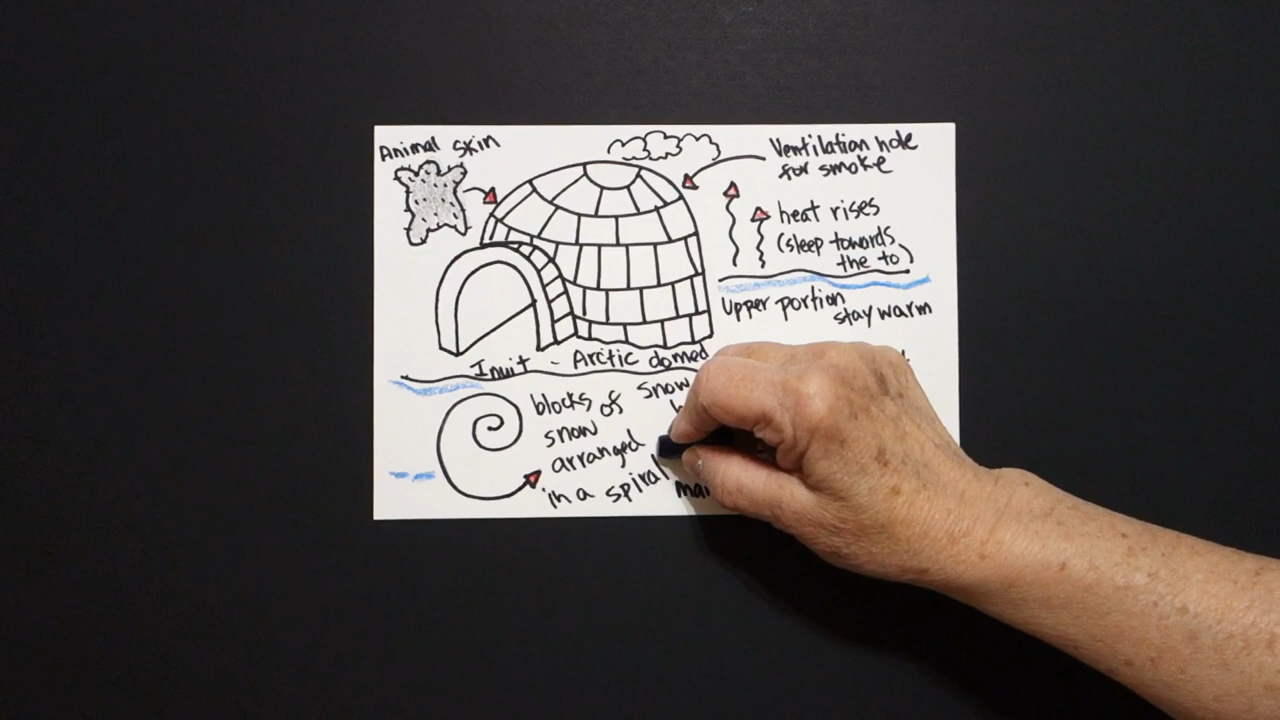 Animal Skin
Ventilation hole
for smoke
heat rises
(sleep towards
the to)
Upper portion
stay warm
Inuit - Arctic domed
blocks of
snow
arranged
in a spiral
snow